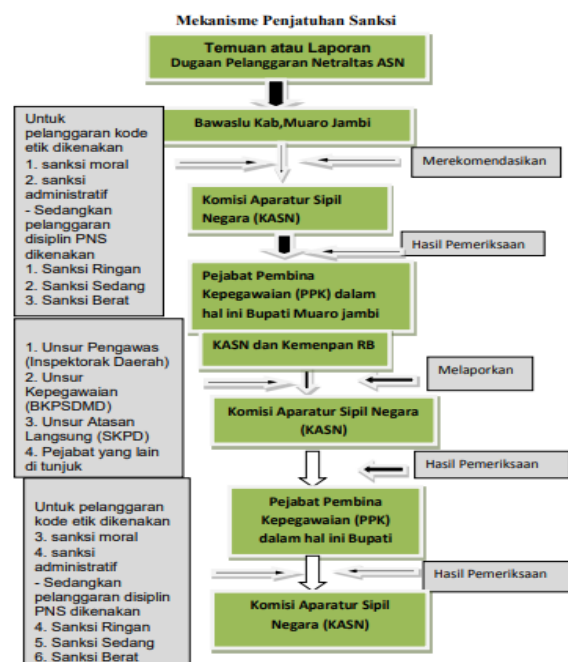 Mekanisme Penjatuhan Sanksi
Temuan atau Laporan
Dugaan Pelanggaran Netraltas ASN
Untuk
pelanggaran kode
etik dikenakan
1. sanksi moral
2. sanksi
administratif
- Sedangkan
pelanggaran
disiplin PNS
dikenakan
1. Sanksi Ringan
2. Sanksi Sedang
3. Sanksi Berat
Bawaslu Kab,Muaro Jambi
Merekomendasikan
Komisi Aparatur Sipil
Negara (KASN)
Hasil Pemeriksaan
Pejabat Pembina
Kepegawaian (PPK) dalam
hal ini Bupati Muaro jambi
KASN dan Kemenpan RB
1. Unsur Pengawas
(Inspektorak Daerah)
2. Unsur
Kepegawaian
(BKPSDMD)
3. Unsur Atasan
Langsung (SKPD)
4. Pejabat yang lain
di tunjuk
Melaporkan
Komisi Aparatur Sipil Negara
(KASN)
Hasil Pemeriksaan
Pejabat Pembina
Kepegawaian (PPK)
dalam hal ini Bupati
Untuk pelanggaran
kode etik dikenakan
3. sanksi moral
4. sanksi
administratif
- Sedangkan
pelanggaran disiplin
PNS dikenakan
4. Sanksi Ringan
5. Sanksi Sedang
6. Sanksi Berat
Hasil Pemeriksaan
Komisi Aparatur Sipil
Negara (KASN)